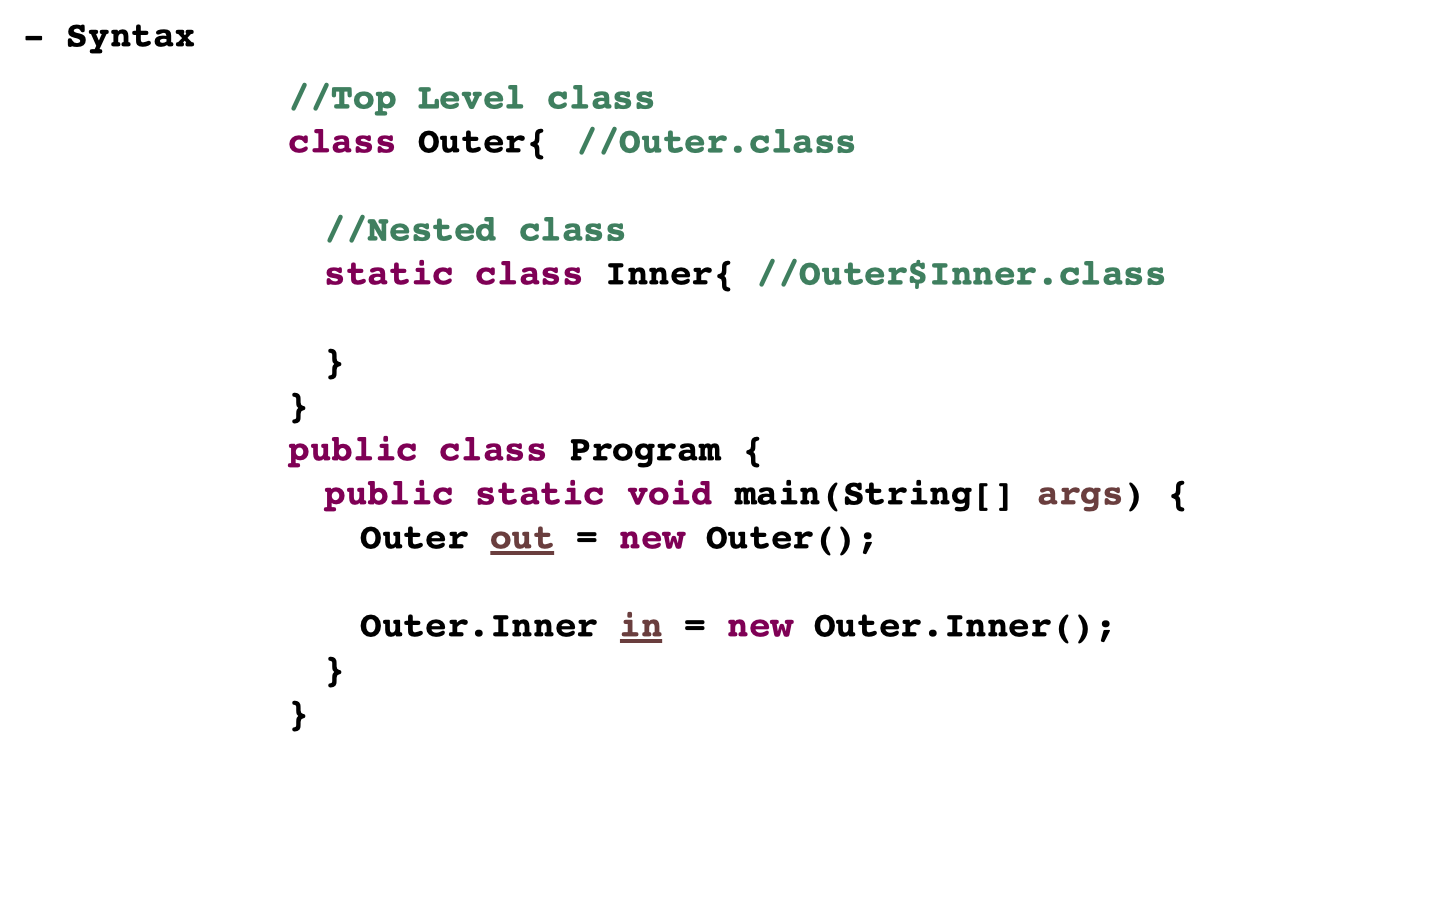 - Syntax
//Top Level class
class Outer{ //Outer.class
//Nested class
static class Inner{ //Outer$Inner.class
}
}
public class Program {
public static void main(String[] args) {
Outer out = new Outer();
Outer.Inner in = new Outer.Inner();
}
}